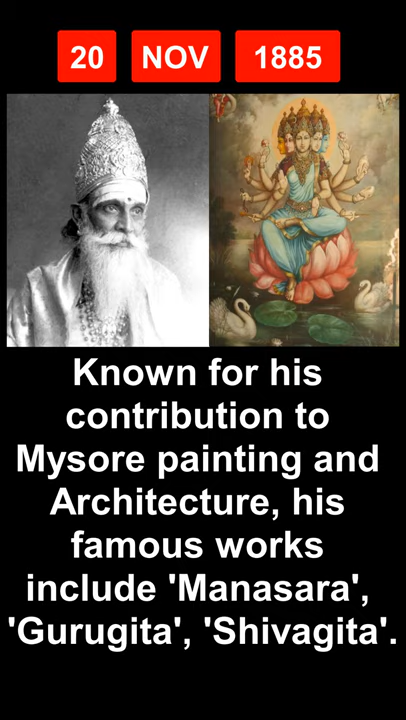 20 NOV 1885
Known for his
contribution to
Mysore painting and
Architecture, his
famous works
include 'Manasara',
'Gurugita', 'Shivagita'.